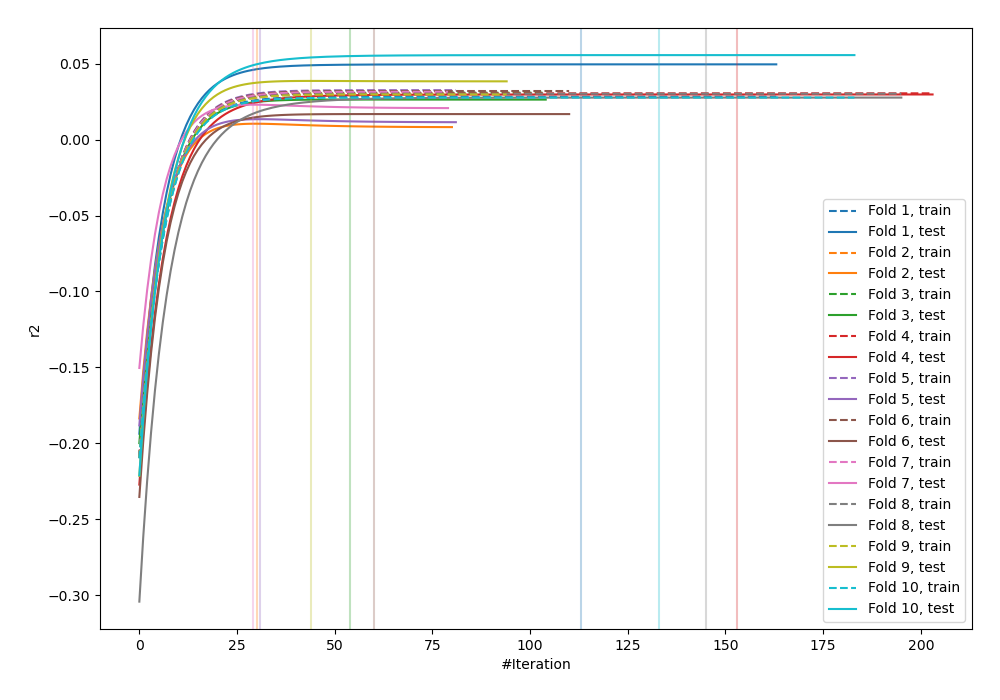 0.05
0.00
−0.05
−0.10
−0.15
−0.20
−0.25
−0.30
r2
0 25 50 75 100 125 150 175 200
#Iteration
Fold 1, train
Fold 1, test
Fold 2, train
Fold 2, test
Fold 3, train
Fold 3, test
Fold 4, train
Fold 4, test
Fold 5, train
Fold 5, test
Fold 6, train
Fold 6, test
Fold 7, train
Fold 7, test
Fold 8, train
Fold 8, test
Fold 9, train
Fold 9, test
Fold 10, train
Fold 10, test